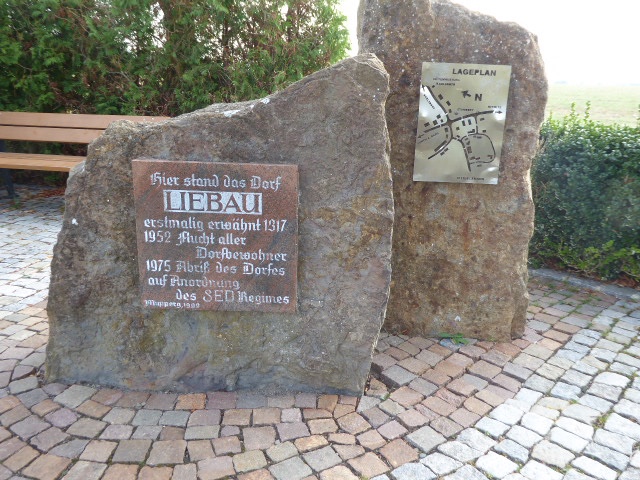 Hier stand das Dorf
LIEBAU
erstmalig erwähnt 1317
1952 Flucht aller
Dorfbewohner
1975 Abriß des Dorfes
auf Anordnung
des SED Regimes
LAGEPLAN
N